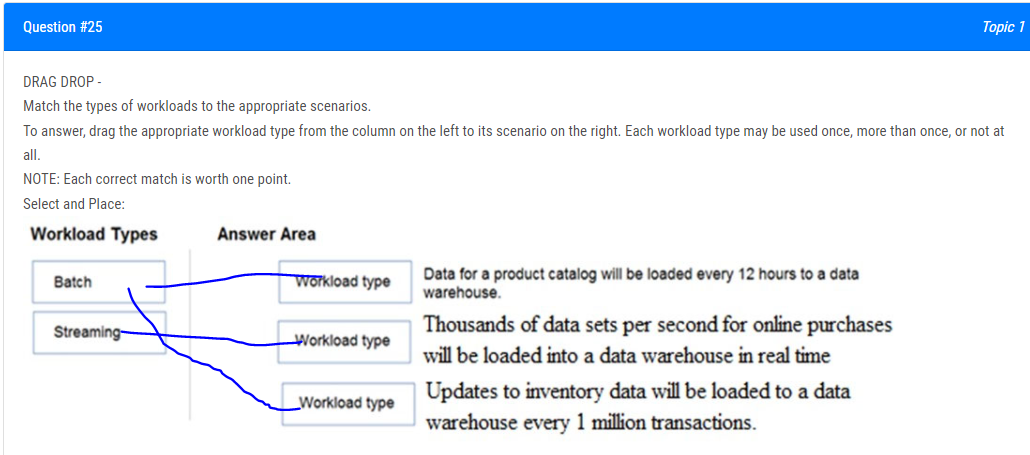 Question #25 Topic 1
DRAG DROP -
Match the types of workloads to the appropriate scenarios.
To answer, drag the appropriate workload type from the column on the left to its scenario on the right. Each workload type may be used once, more than once, or not at
all.
NOTE: Each correct match is worth one point.
Select and Place:
Workload Types Answer Area
Batch
Workload type
Data for a product catalog will be loaded every 12 hours to a data
warehouse.
Streaming
Workload type
Thousands of data sets per second for online purchases
will be loaded into a data warehouse in real time
Workload type
Updates to inventory data will be loaded to a data
warehouse every 1 million transactions.